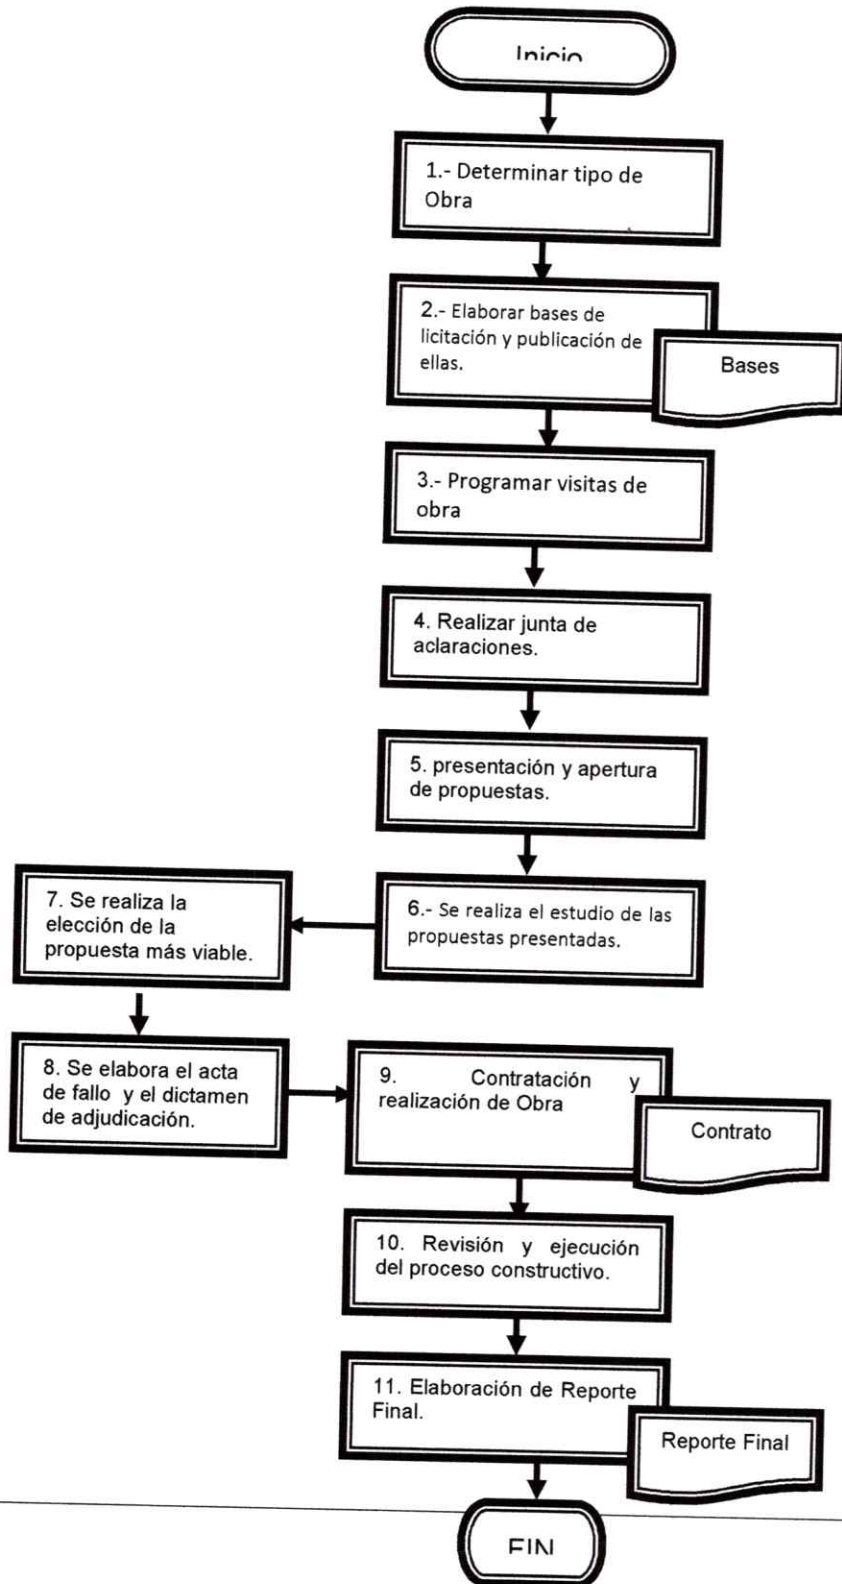 Inicio
1.- Determinar tipo de
Obra
2.- Elaborar bases de
licitación y publicación de
ellas.
Bases
3.- Programar visitas de
obra
4. Realizar junta de
aclaraciones.
5. presentación y apertura
de propuestas.
6.- Se realiza el estudio de las
propuestas presentadas.
7. Se realiza la
elección de la
propuesta más viable.
8. Se elabora el acta
de fallo y el dictamen
de adjudicación.
9. Contratación y
realización de Obra
Contrato
10. Revisión y ejecución
del proceso constructivo.
11. Elaboración de Reporte
Final.
Reporte Final
FIN